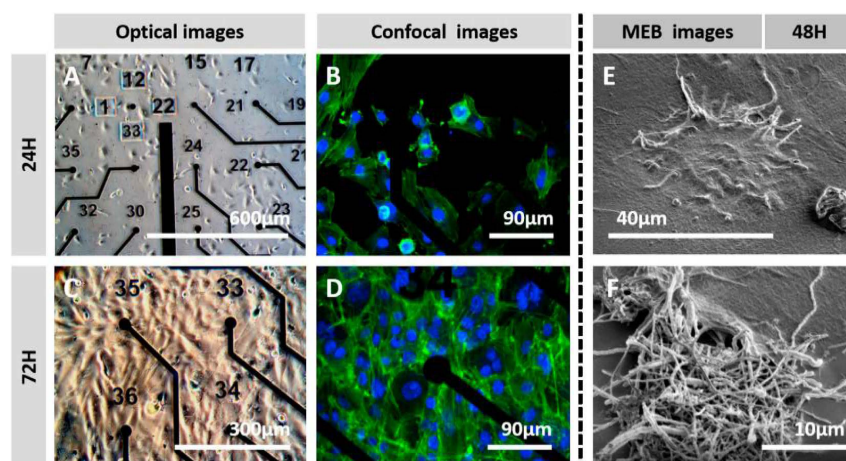 Optical images
Confocal images
MEB images
48H
24H
A
7
12
15
17
1
22
21
19
33
35
24
22
21
32
30
25
23
600µm
B
90µm
E
40µm
72H
C
35
33
36
34
300µm
D
34
90µm
F
10µm